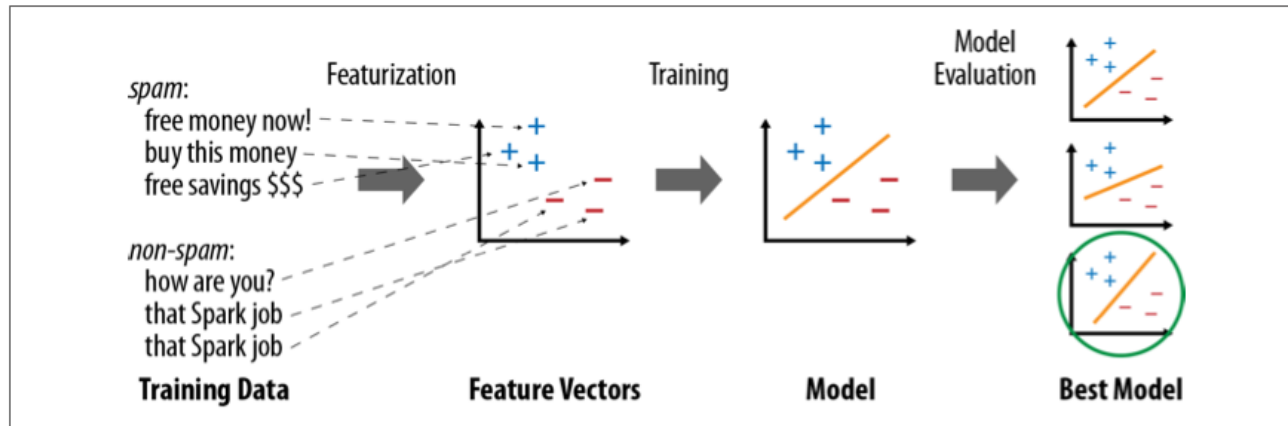 Featurization
Training
Model
Evaluation
spam:
free money now!
buy this money
free savings $$$
non-spam:
how are you?
that Spark job
that Spark job
Training Data
Feature Vectors
Model
Best Model